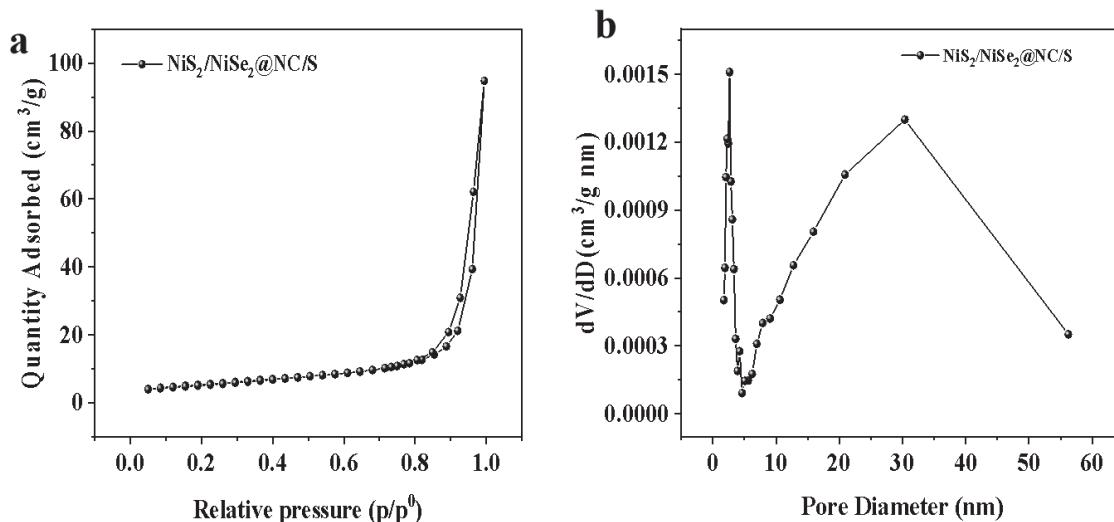 a
NiS₂/NiSe₂@NC/S
Quantity Adsorbed (cm³/g)
100
80
60
40
20
0
0.0 0.2 0.4 0.6 0.8 1.0
Relative pressure (p/p⁰)
b
NiS₂/NiSe₂@NC/S
dV/dD (cm³/g nm)
0.0015
0.0012
0.0009
0.0006
0.0003
0.0000
0 10 20 30 40 50 60
Pore Diameter (nm)